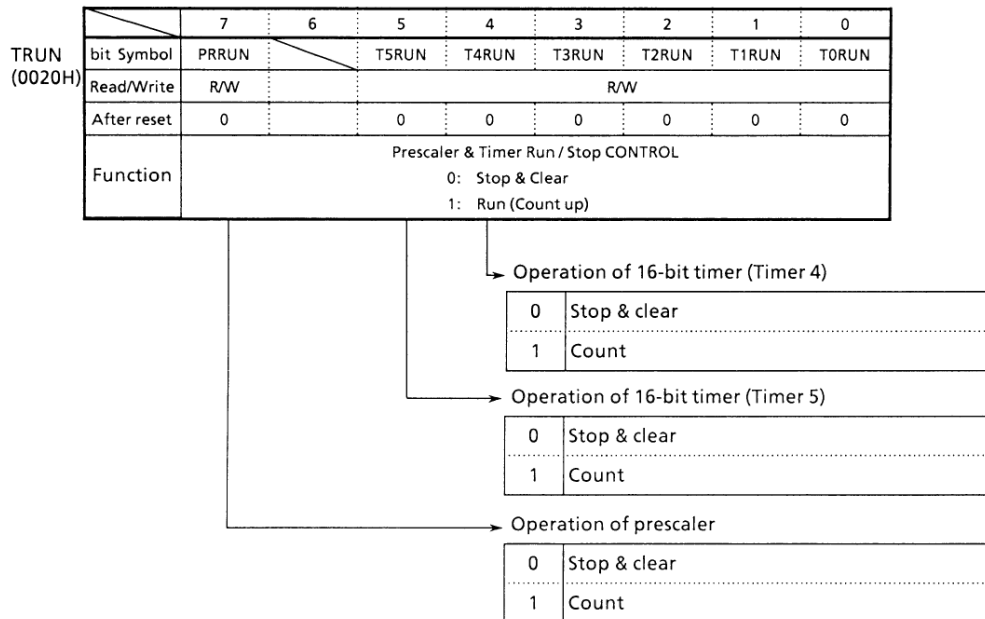 7 6 5 4 3 2 1 0
TRUN
(0020H)
bit Symbol PRRUN T5RUN T4RUN T3RUN T2RUN T1RUN T0RUN
Read/Write R/W R/W
After reset 0 0 0 0 0 0 0
Function
Prescaler & Timer Run / Stop CONTROL
0: Stop & Clear
1: Run (Count up)
Operation of 16-bit timer (Timer 4)
0 Stop & clear
1 Count
Operation of 16-bit timer (Timer 5)
0 Stop & clear
1 Count
Operation of prescaler
0 Stop & clear
1 Count